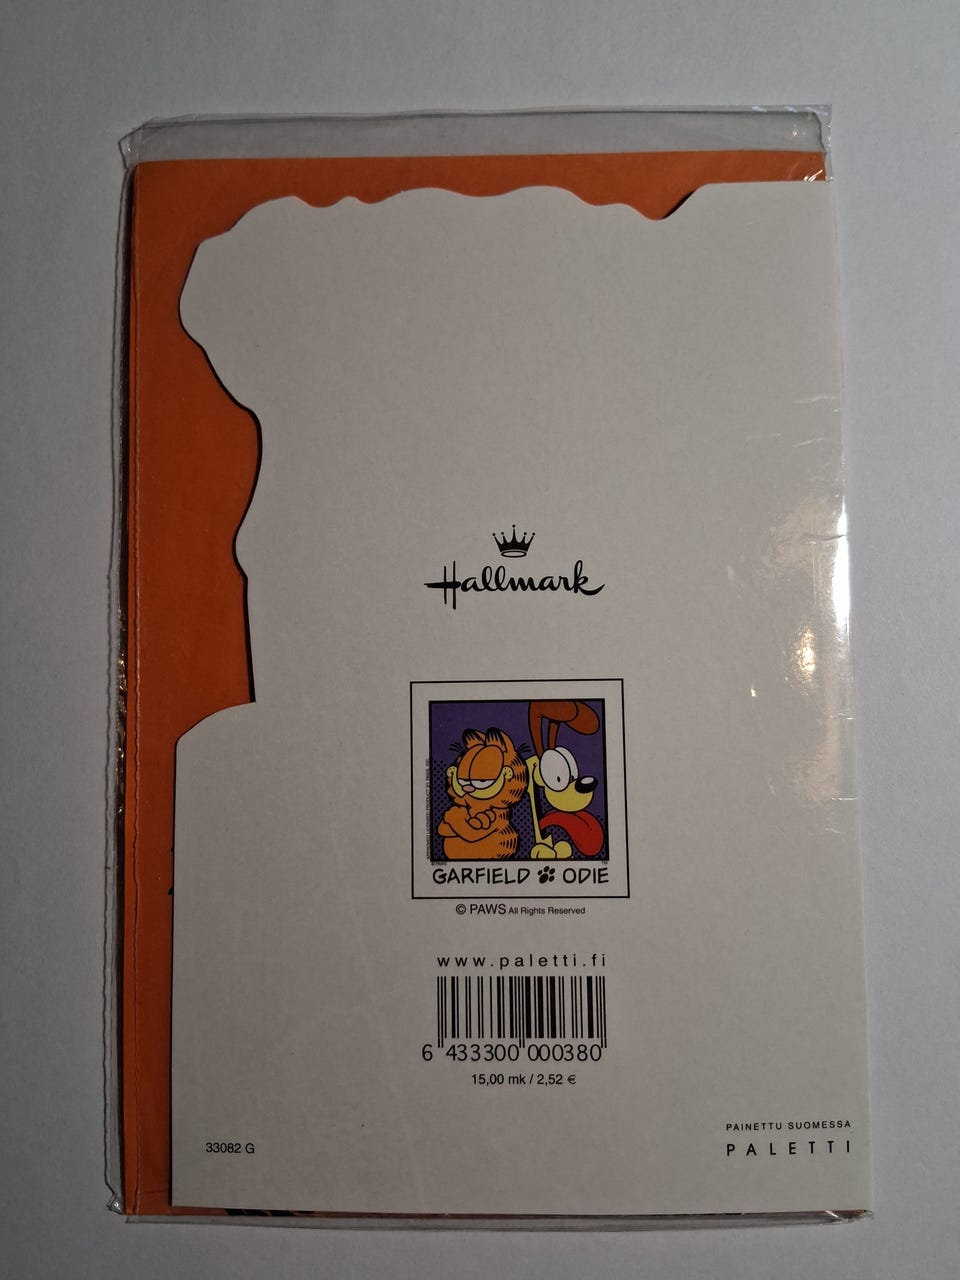 Hallmark
GARFIELD ODIE
© PAWS All Rights Reserved
www.paletti.fi
6 433300 000380
15,00 mk / 2,52 €
PAINETTU SUOMESSA
33082 G
PALETTI